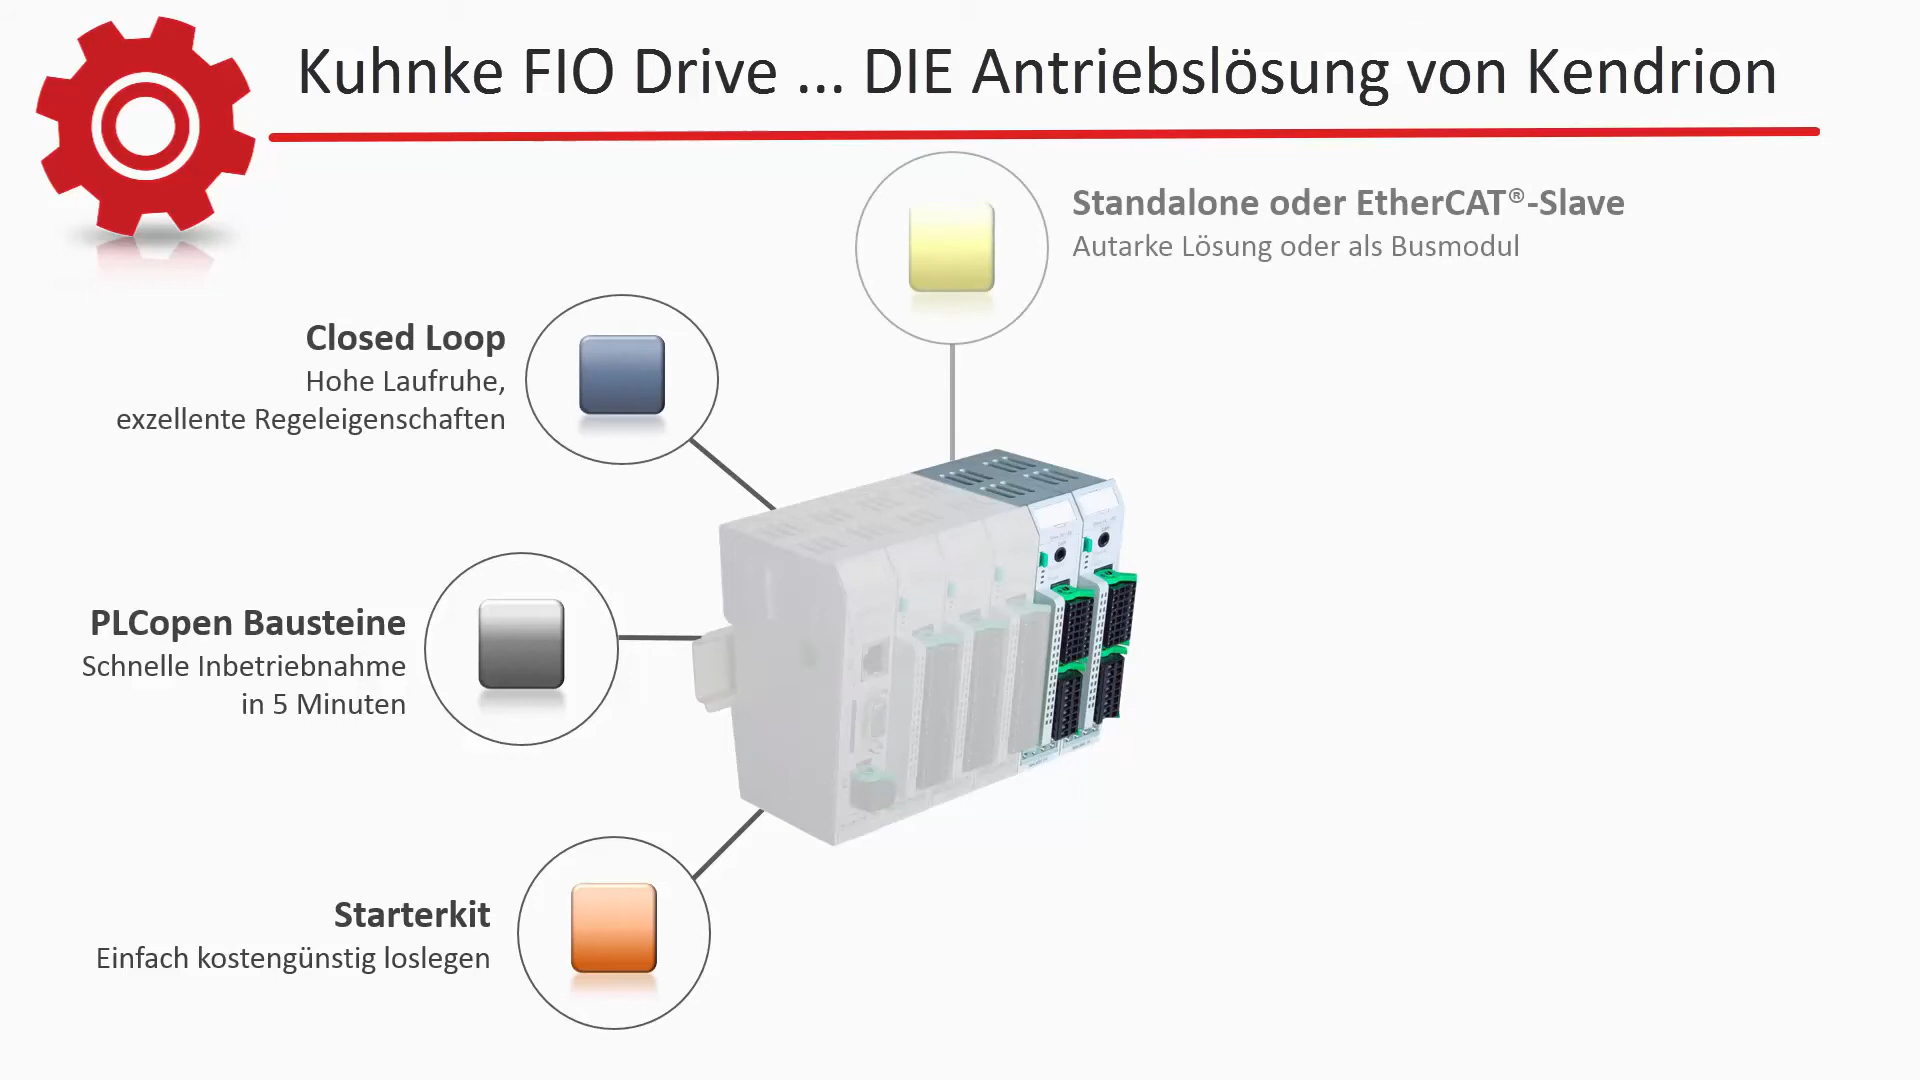 Kuhnke FIO Drive ... DIE Antriebslösung von Kendrion
Standalone oder EtherCAT®-Slave
Autarke Lösung oder als Busmodul
Closed Loop
Hohe Laufruhe,
exzellente Regeleigenschaften
PLCopen Bausteine
Schnelle Inbetriebnahme
in 5 Minuten
Starterkit
Einfach kostengünstig loslegen